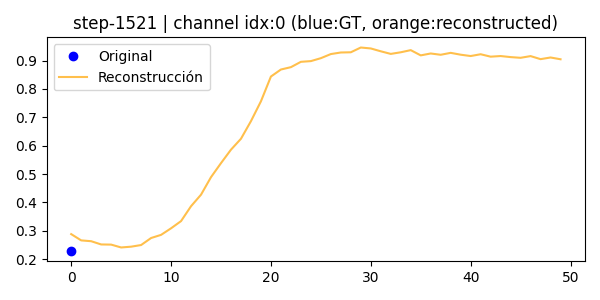 step-1521 | channel idx:0 (blue:GT, orange:reconstructed)
Original
Reconstrucción
0.9
0.8
0.7
0.6
0.5
0.4
0.3
0.2
0 10 20 30 40 50